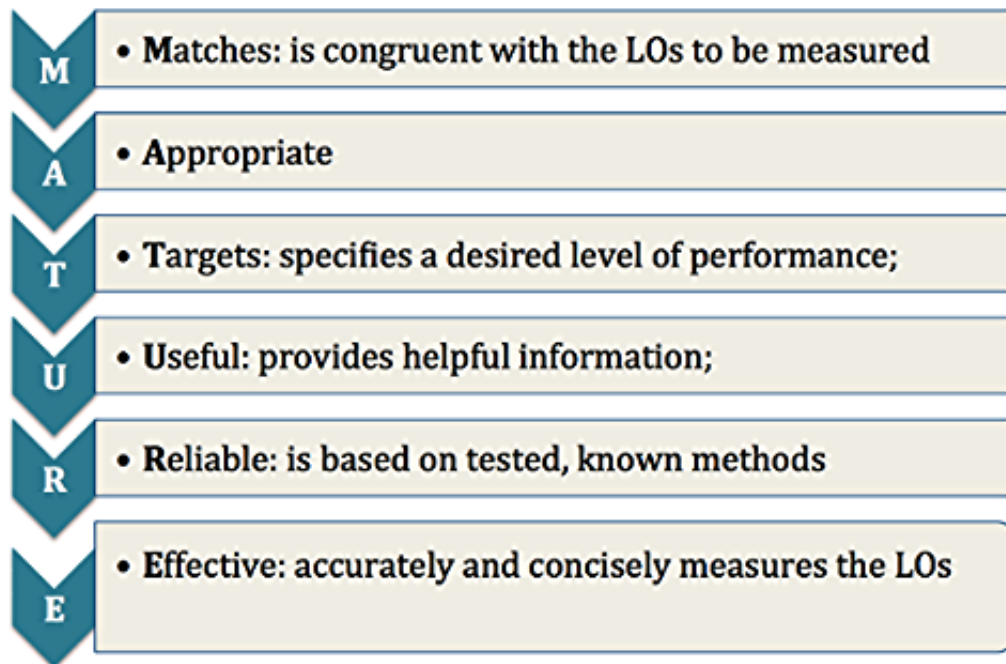 M
• Matches: is congruent with the LOs to be measured
A
• Appropriate
T
• Targets: specifies a desired level of performance;
U
• Useful: provides helpful information;
R
• Reliable: is based on tested, known methods
E
• Effective: accurately and concisely measures the LOs